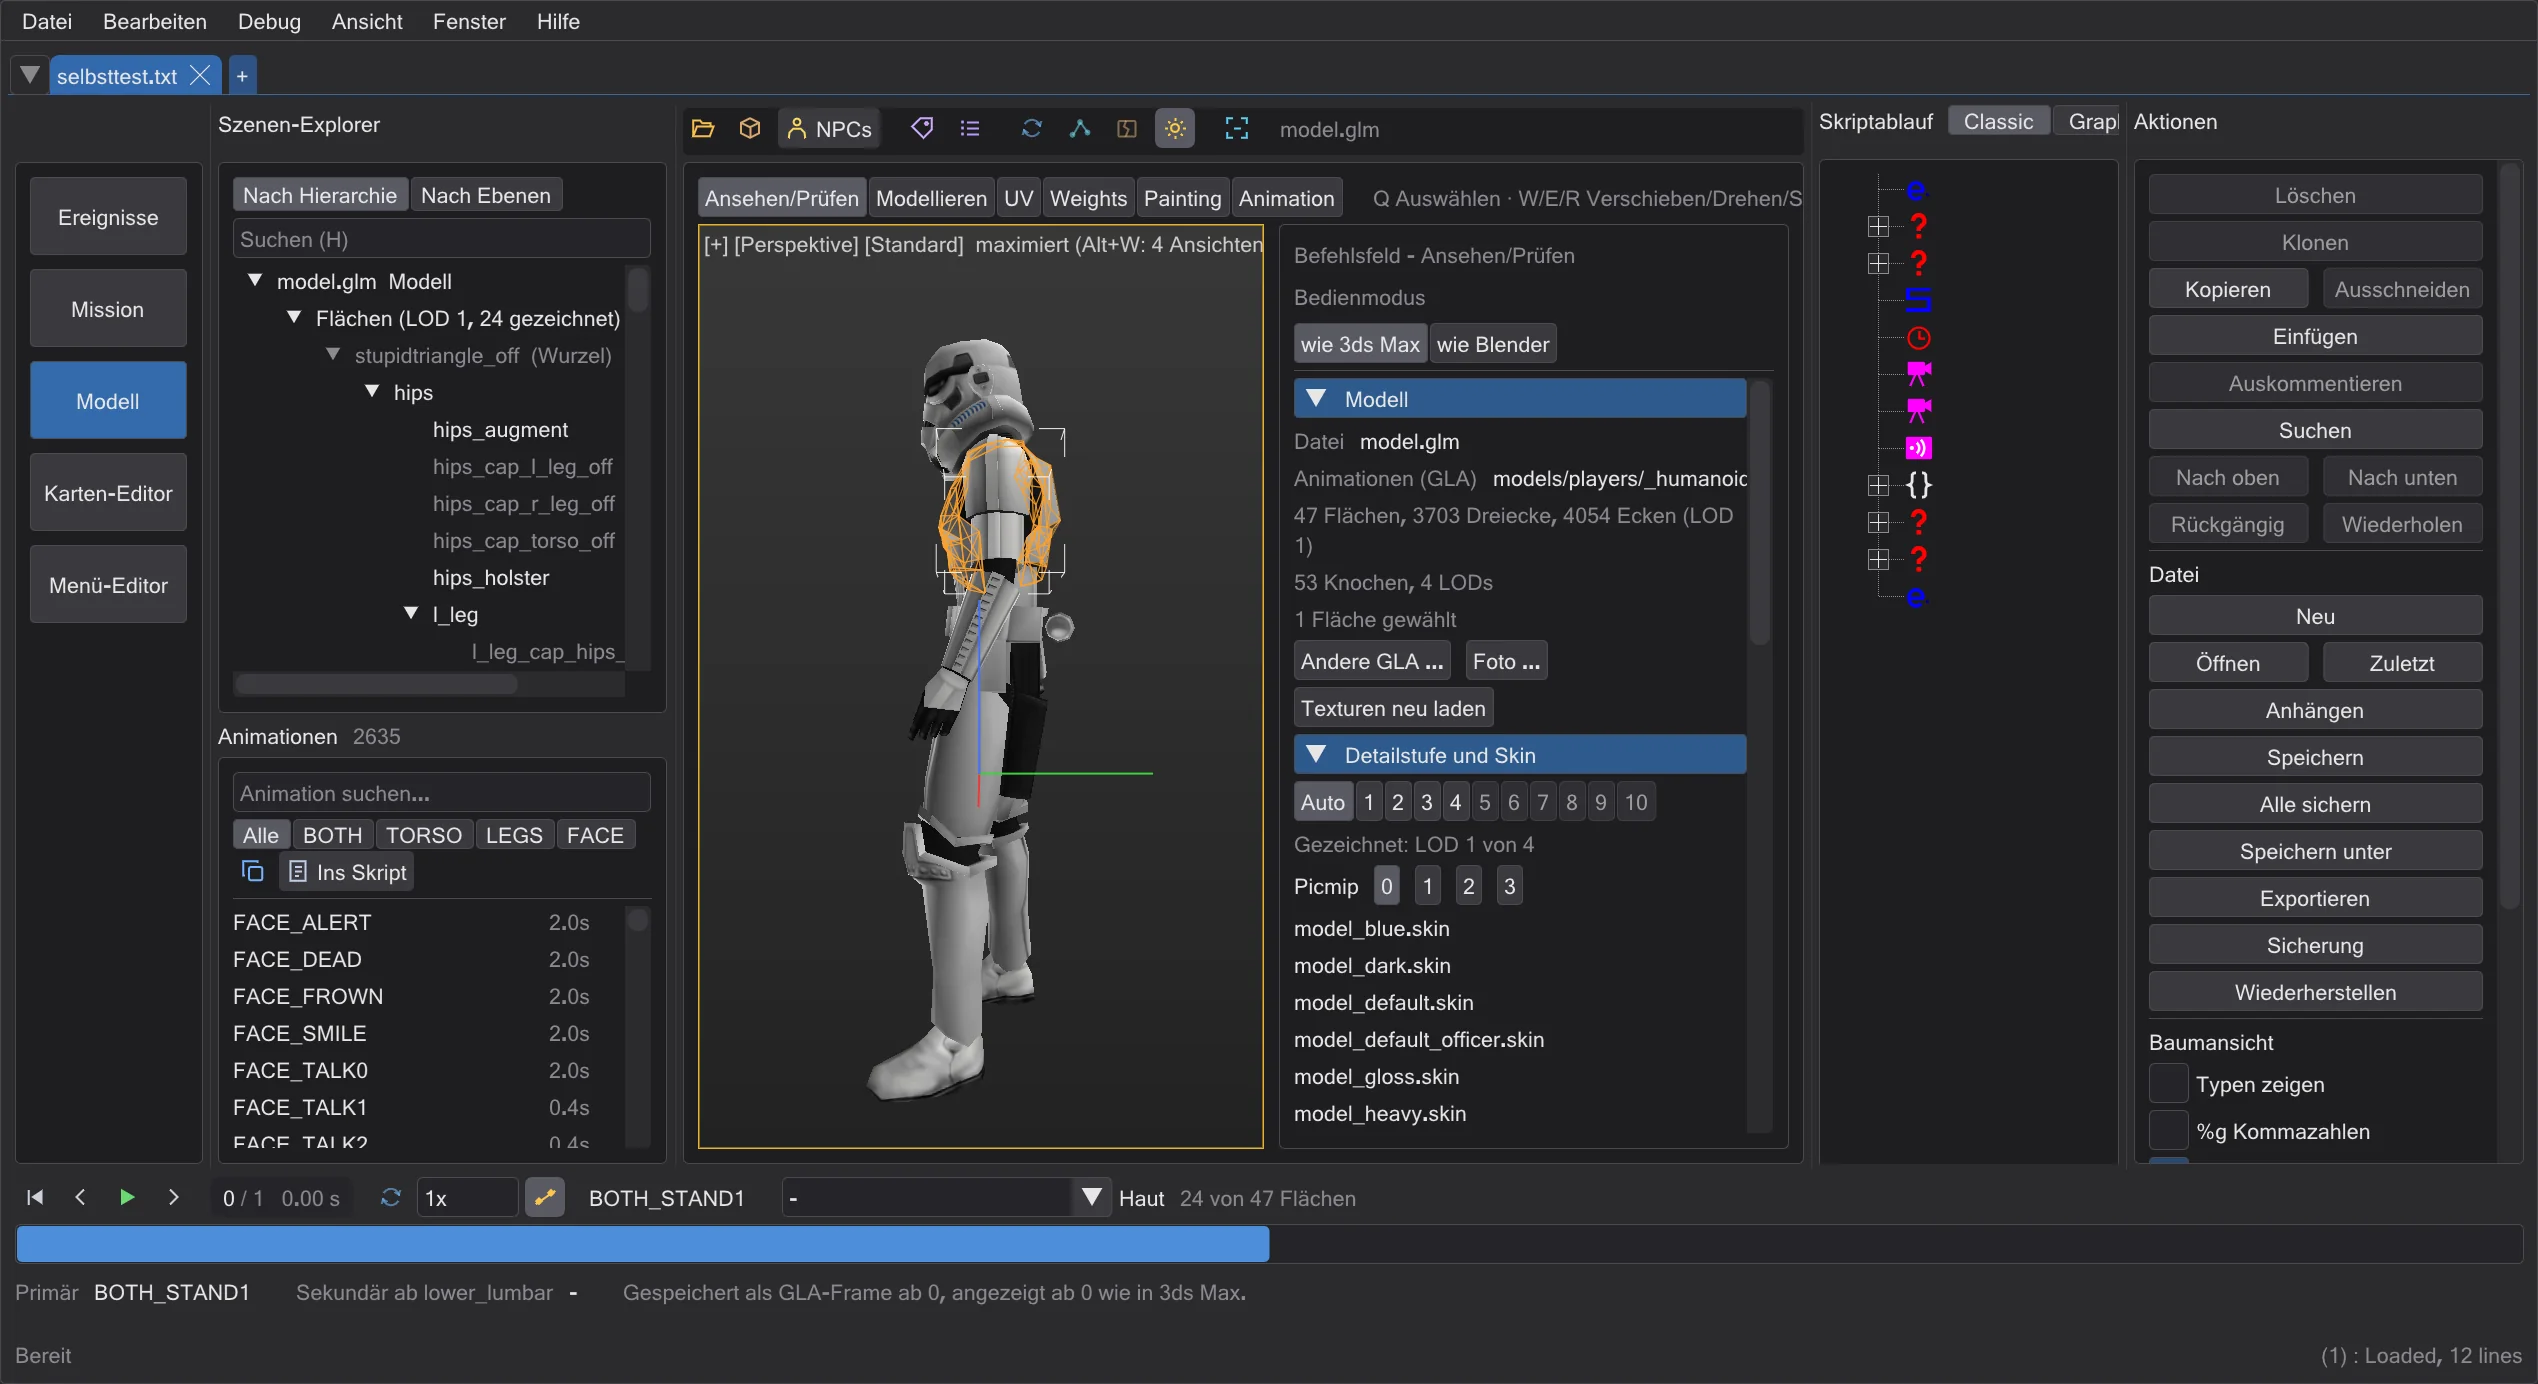 Datei Bearbeiten Debug Ansicht Fenster Hilfe
selbsttest.txt +
Szenen-Explorer
Ereignisse
Mission
Modell
Karten-Editor
Menü-Editor
Nach Hierarchie Nach Ebenen
Suchen (H)
model.glm Modell
Flächen (LOD 1, 24 gezeichnet)
stupidtriangle_off (Wurzel)
hips
hips_augment
hips_cap_l_leg_off
hips_cap_r_leg_off
hips_cap_torso_off
hips_holster
l_leg
l_leg_cap_hips_
Animationen 2635
Animation suchen...
Alle BOTH TORSO LEGS FACE
Ins Skript
FACE_ALERT 2.0s
FACE_DEAD 2.0s
FACE_FROWN 2.0s
FACE_SMILE 2.0s
FACE_TALK0 2.0s
FACE_TALK1 0.4s
FACE_TALK2 0.4s
NPCs model.glm
Ansehen/Prüfen Modellieren UV Weights Painting Animation Q Auswählen · W/E/R Verschieben/Drehen/S
[+] [Perspektive] [Standard] maximiert (Alt+W: 4 Ansichten
Befehlsfeld - Ansehen/Prüfen
Bedienmodus
wie 3ds Max wie Blender
Modell
Datei model.glm
Animationen (GLA) models/players/_humanoid
47 Flächen, 3703 Dreiecke, 4054 Ecken (LOD
1)
53 Knochen, 4 LODs
1 Fläche gewählt
Andere GLA ... Foto ...
Texturen neu laden
Detailstufe und Skin
Auto 1 2 3 4 5 6 7 8 9 10
Gezeichnet: LOD 1 von 4
Picmip 0 1 2 3
model_blue.skin
model_dark.skin
model_default.skin
model_default_officer.skin
model_gloss.skin
model_heavy.skin
Skriptablauf Classic Grap
e
?
?
S
{}
?
?
e
Aktionen
Löschen
Klonen
Kopieren Ausschneiden
Einfügen
Auskommentieren
Suchen
Nach oben Nach unten
Rückgängig Wiederholen
Datei
Neu
Öffnen Zuletzt
Anhängen
Speichern
Alle sichern
Speichern unter
Exportieren
Sicherung
Wiederherstellen
Baumansicht
Typen zeigen
%g Kommazahlen
0 / 1 0.00 s 1x BOTH_STAND1 - Haut 24 von 47 Flächen
Primär BOTH_STAND1 Sekundär ab lower_lumbar - Gespeichert als GLA-Frame ab 0, angezeigt ab 0 wie in 3ds Max.
Bereit (1) : Loaded, 12 lines